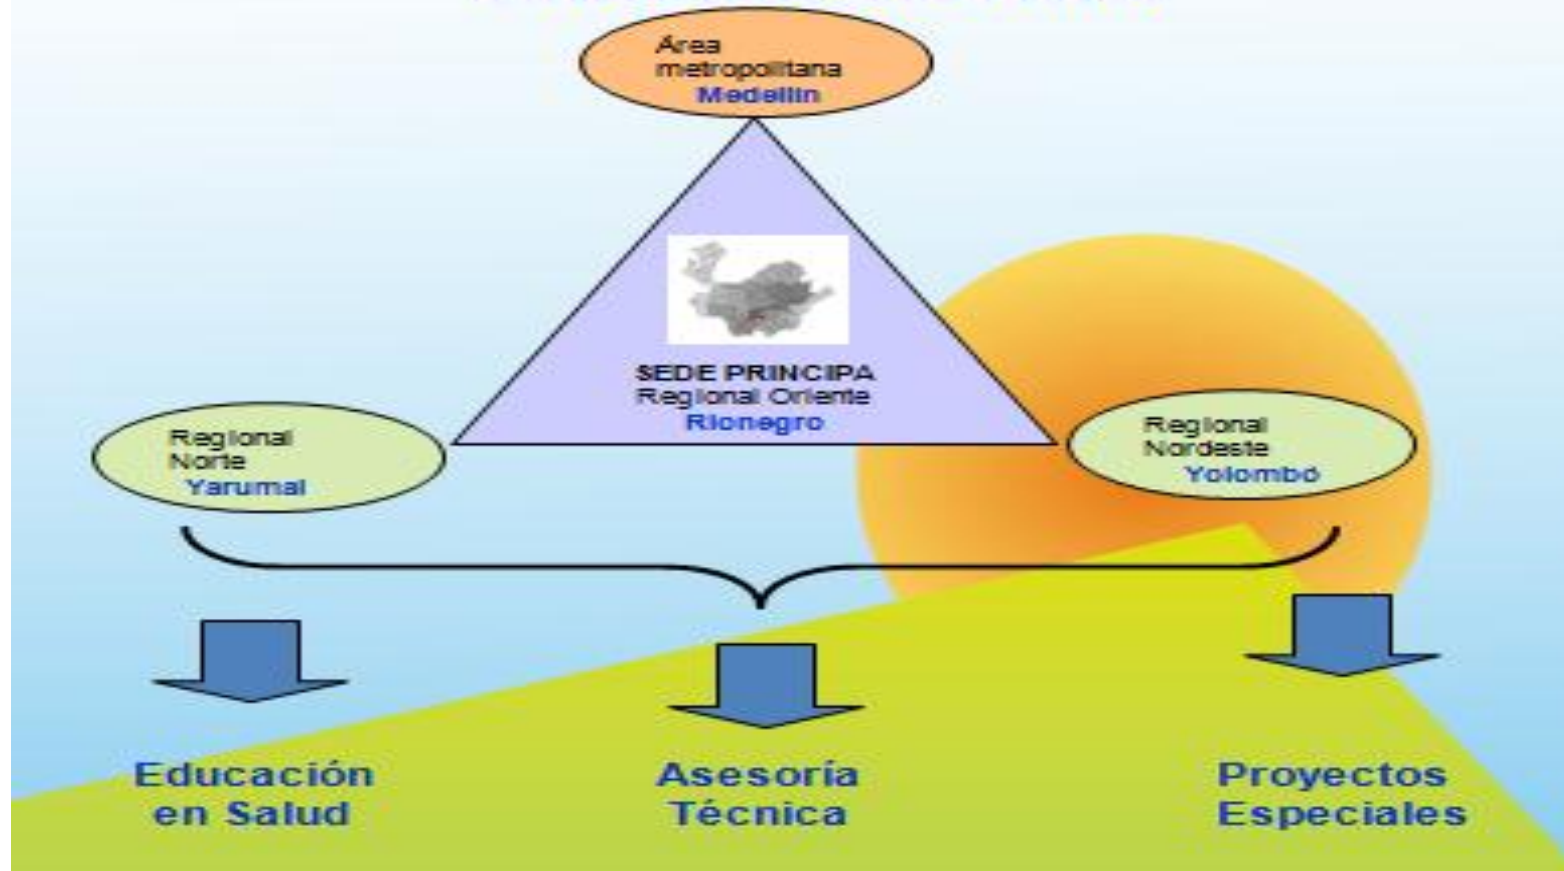 Área
metropolitana
Medellín
SEDE PRINCIPA
Regional Oriente
Rionegro
Regional
Norte
Yarumal
Regional
Nordeste
Yolombó
Educación
en Salud
Asesoría
Técnica
Proyectos
Especiales